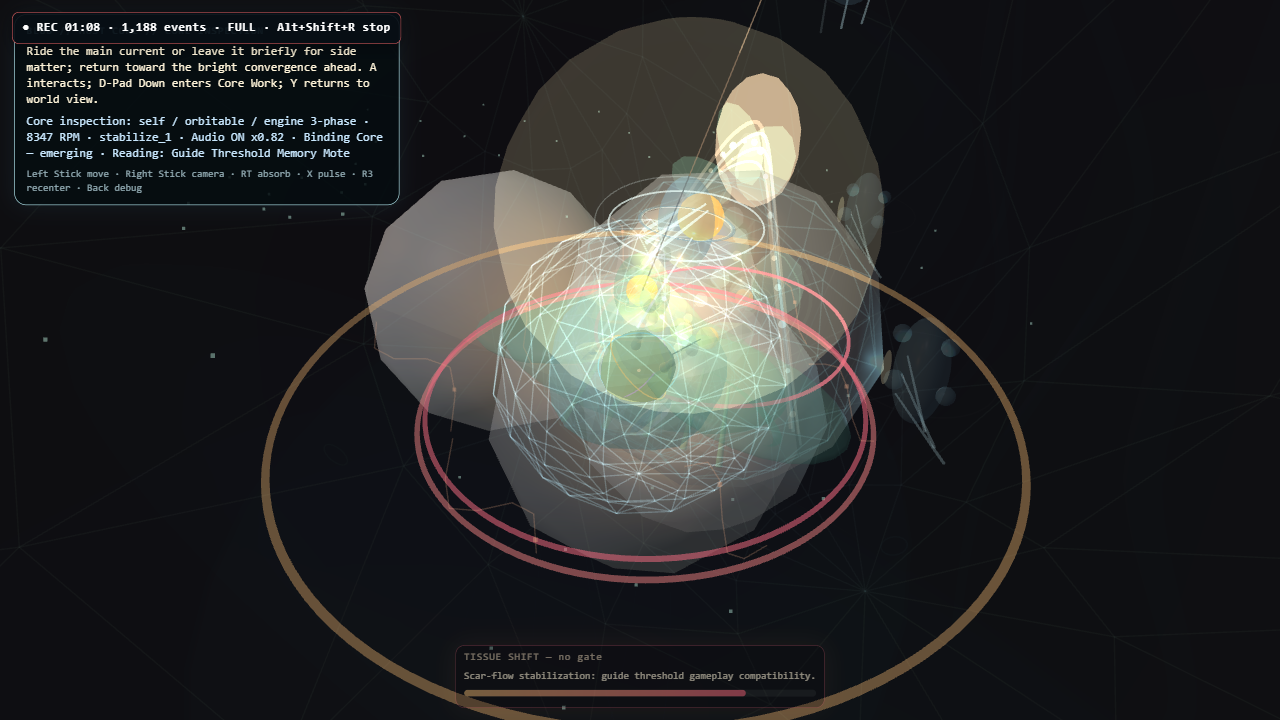 ● REC 01:08 · 1,188 events · FULL · Alt+Shift+R stop
Ride the main current or leave it briefly for side
matter; return toward the bright convergence ahead. A
interacts; D-Pad Down enters Core Work; Y returns to
world view.
Core inspection: self / orbitable / engine 3-phase ·
8347 RPM · stabilize_1 · Audio ON x0.82 · Binding Core
— emerging · Reading: Guide Threshold Memory Mote
Left Stick move · Right Stick camera · RT absorb · X pulse · R3
recenter · Back debug
TISSUE SHIFT — no gate
Scar-flow stabilization: guide threshold gameplay compatibility.